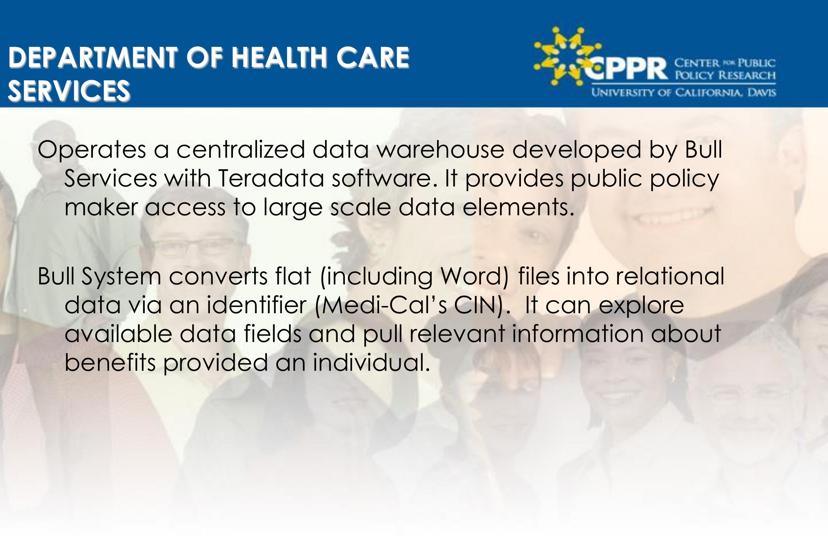 DEPARTMENT OF HEALTH CARE
SERVICES
CPPR
CENTER FOR PUBLIC
POLICY RESEARCH
UNIVERSITY OF CALIFORNIA, DAVIS
Operates a centralized data warehouse developed by Bull
Services with Teradata software. It provides public policy
maker access to large scale data elements.
Bull System converts flat (including Word) files into relational
data via an identifier (Medi-Cal’s CIN).  It can explore
available data fields and pull relevant information about
benefits provided an individual.